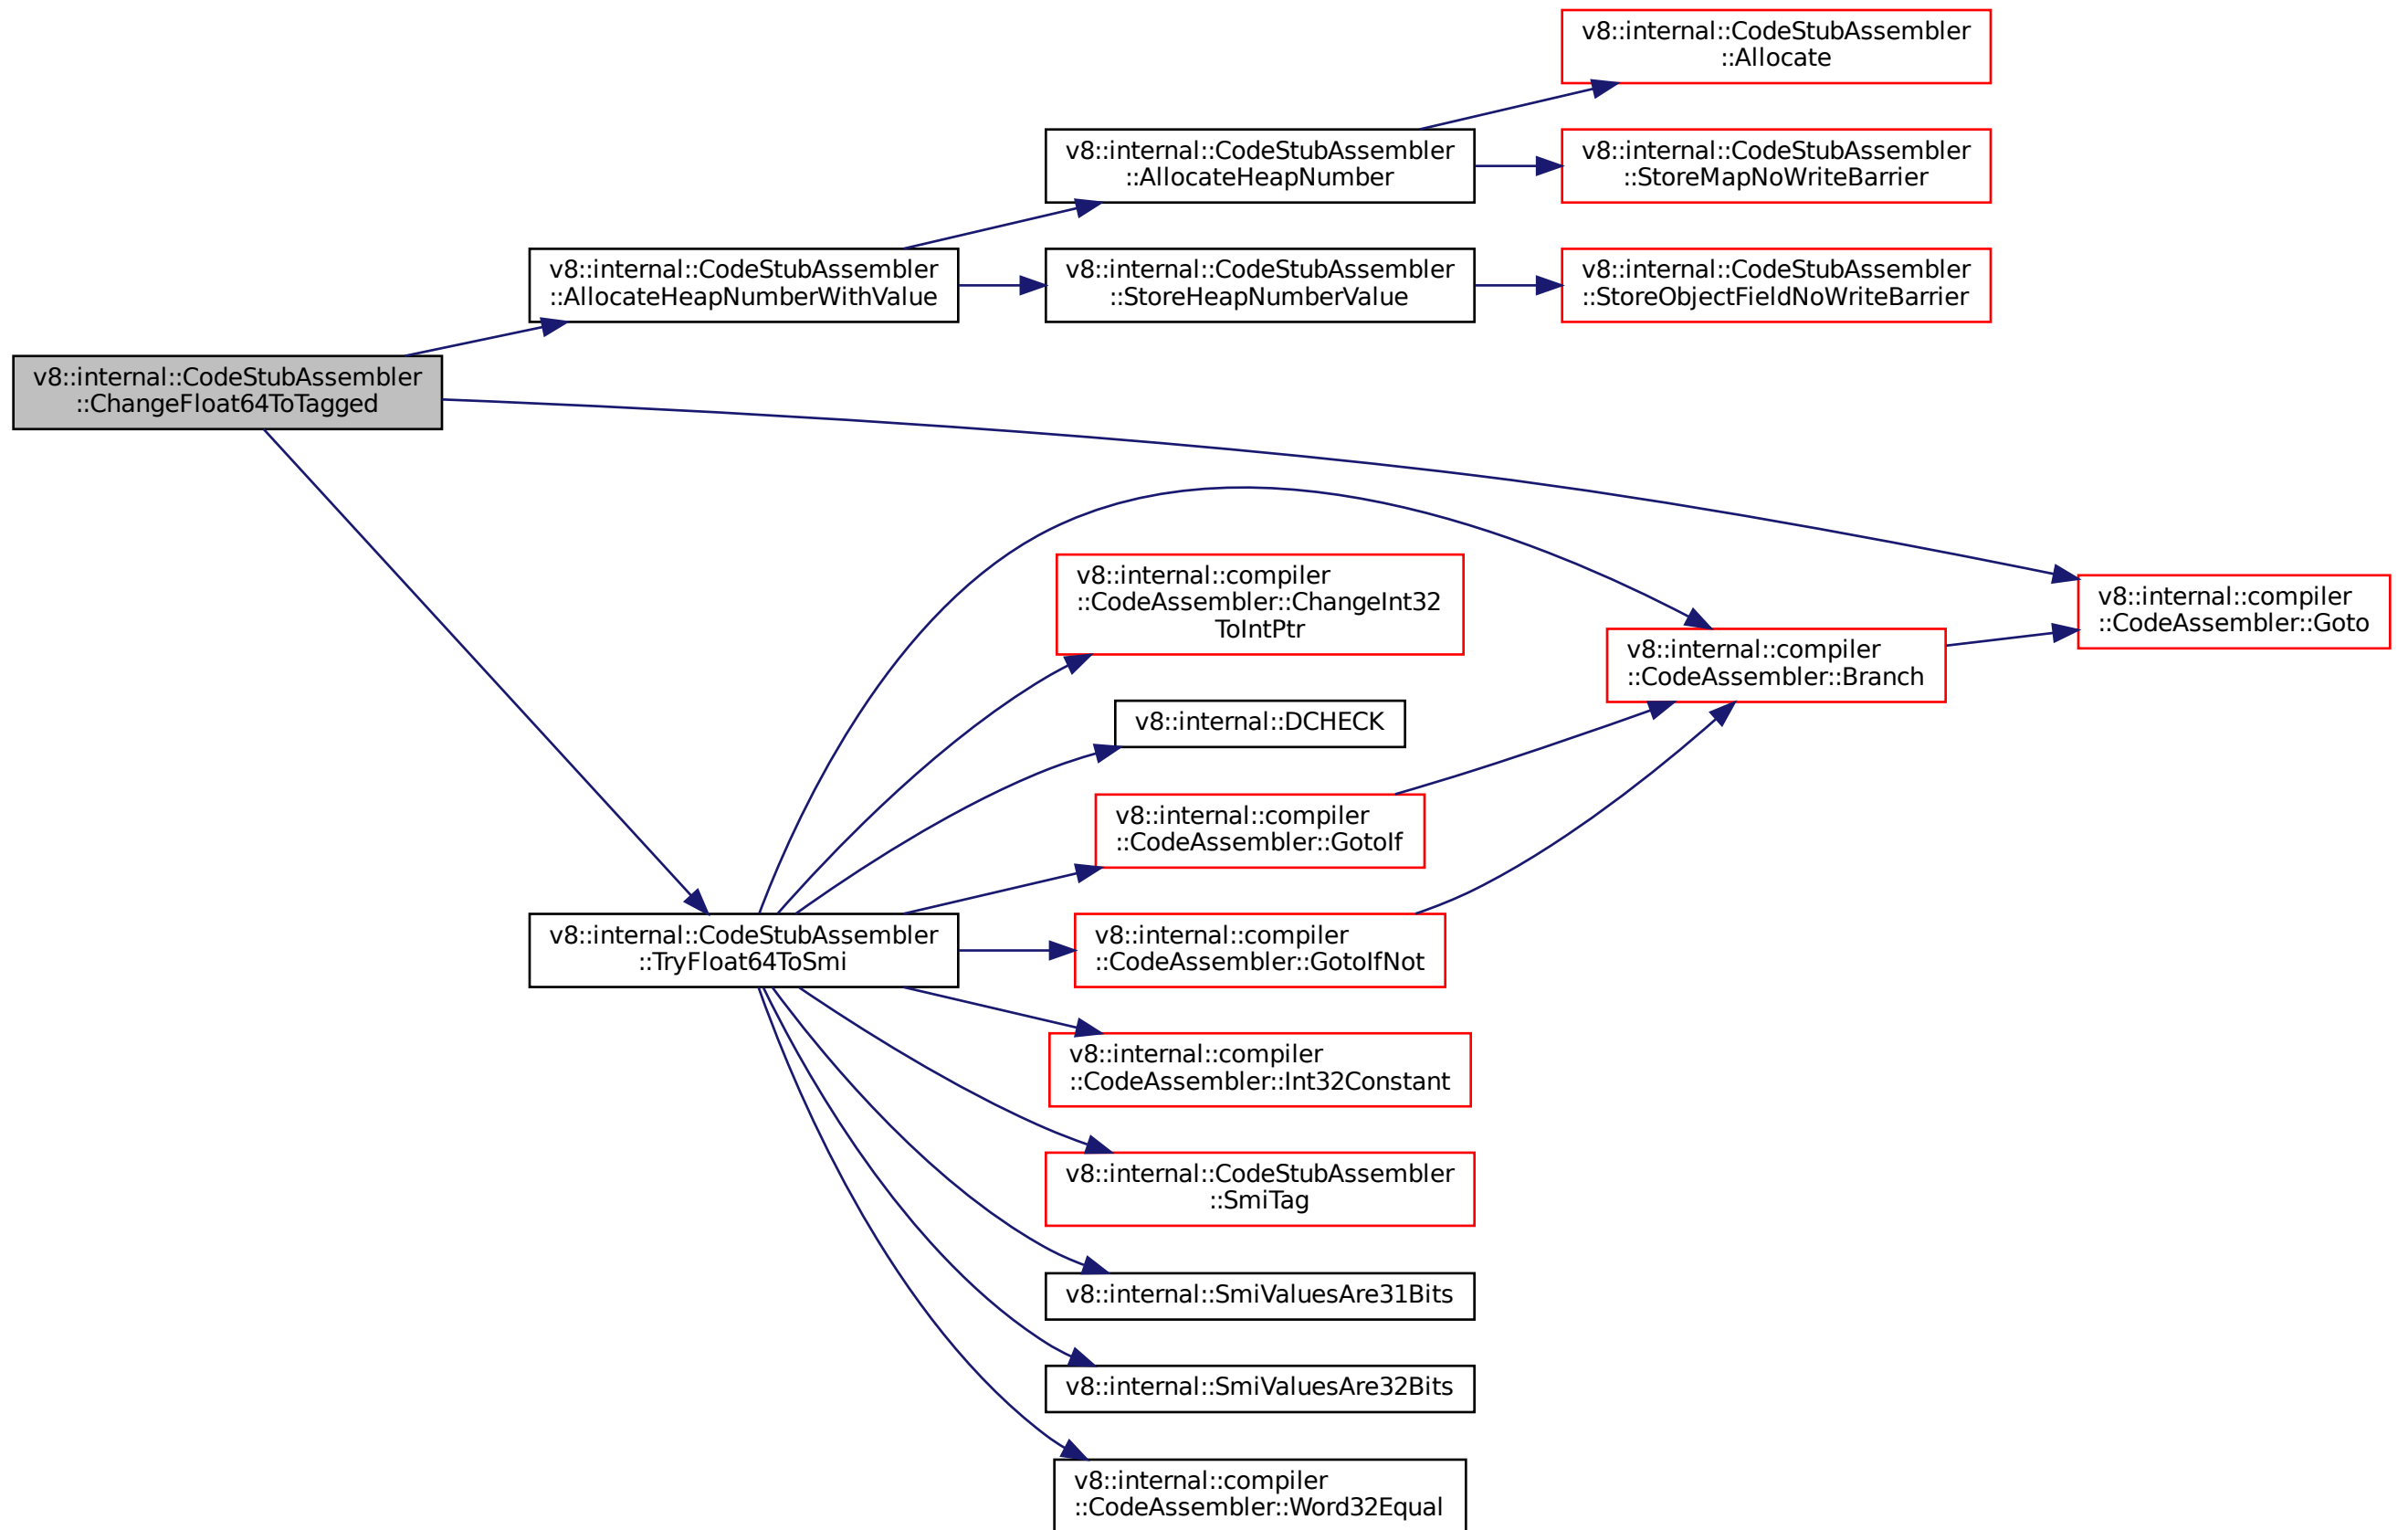 v8::internal::CodeStubAssembler
::Allocate
v8::internal::CodeStubAssembler
::AllocateHeapNumber
v8::internal::CodeStubAssembler
::StoreMapNoWriteBarrier
v8::internal::CodeStubAssembler
::AllocateHeapNumberWithValue
v8::internal::CodeStubAssembler
::StoreHeapNumberValue
v8::internal::CodeStubAssembler
::StoreObjectFieldNoWriteBarrier
v8::internal::CodeStubAssembler
::ChangeFloat64ToTagged
v8::internal::compiler
::CodeAssembler::ChangeInt32
ToIntPtr
v8::internal::compiler
::CodeAssembler::Goto
v8::internal::compiler
::CodeAssembler::Branch
v8::internal::DCHECK
v8::internal::compiler
::CodeAssembler::GotoIf
v8::internal::CodeStubAssembler
::TryFloat64ToSmi
v8::internal::compiler
::CodeAssembler::GotoIfNot
v8::internal::compiler
::CodeAssembler::Int32Constant
v8::internal::CodeStubAssembler
::SmiTag
v8::internal::SmiValuesAre31Bits
v8::internal::SmiValuesAre32Bits
v8::internal::compiler
::CodeAssembler::Word32Equal